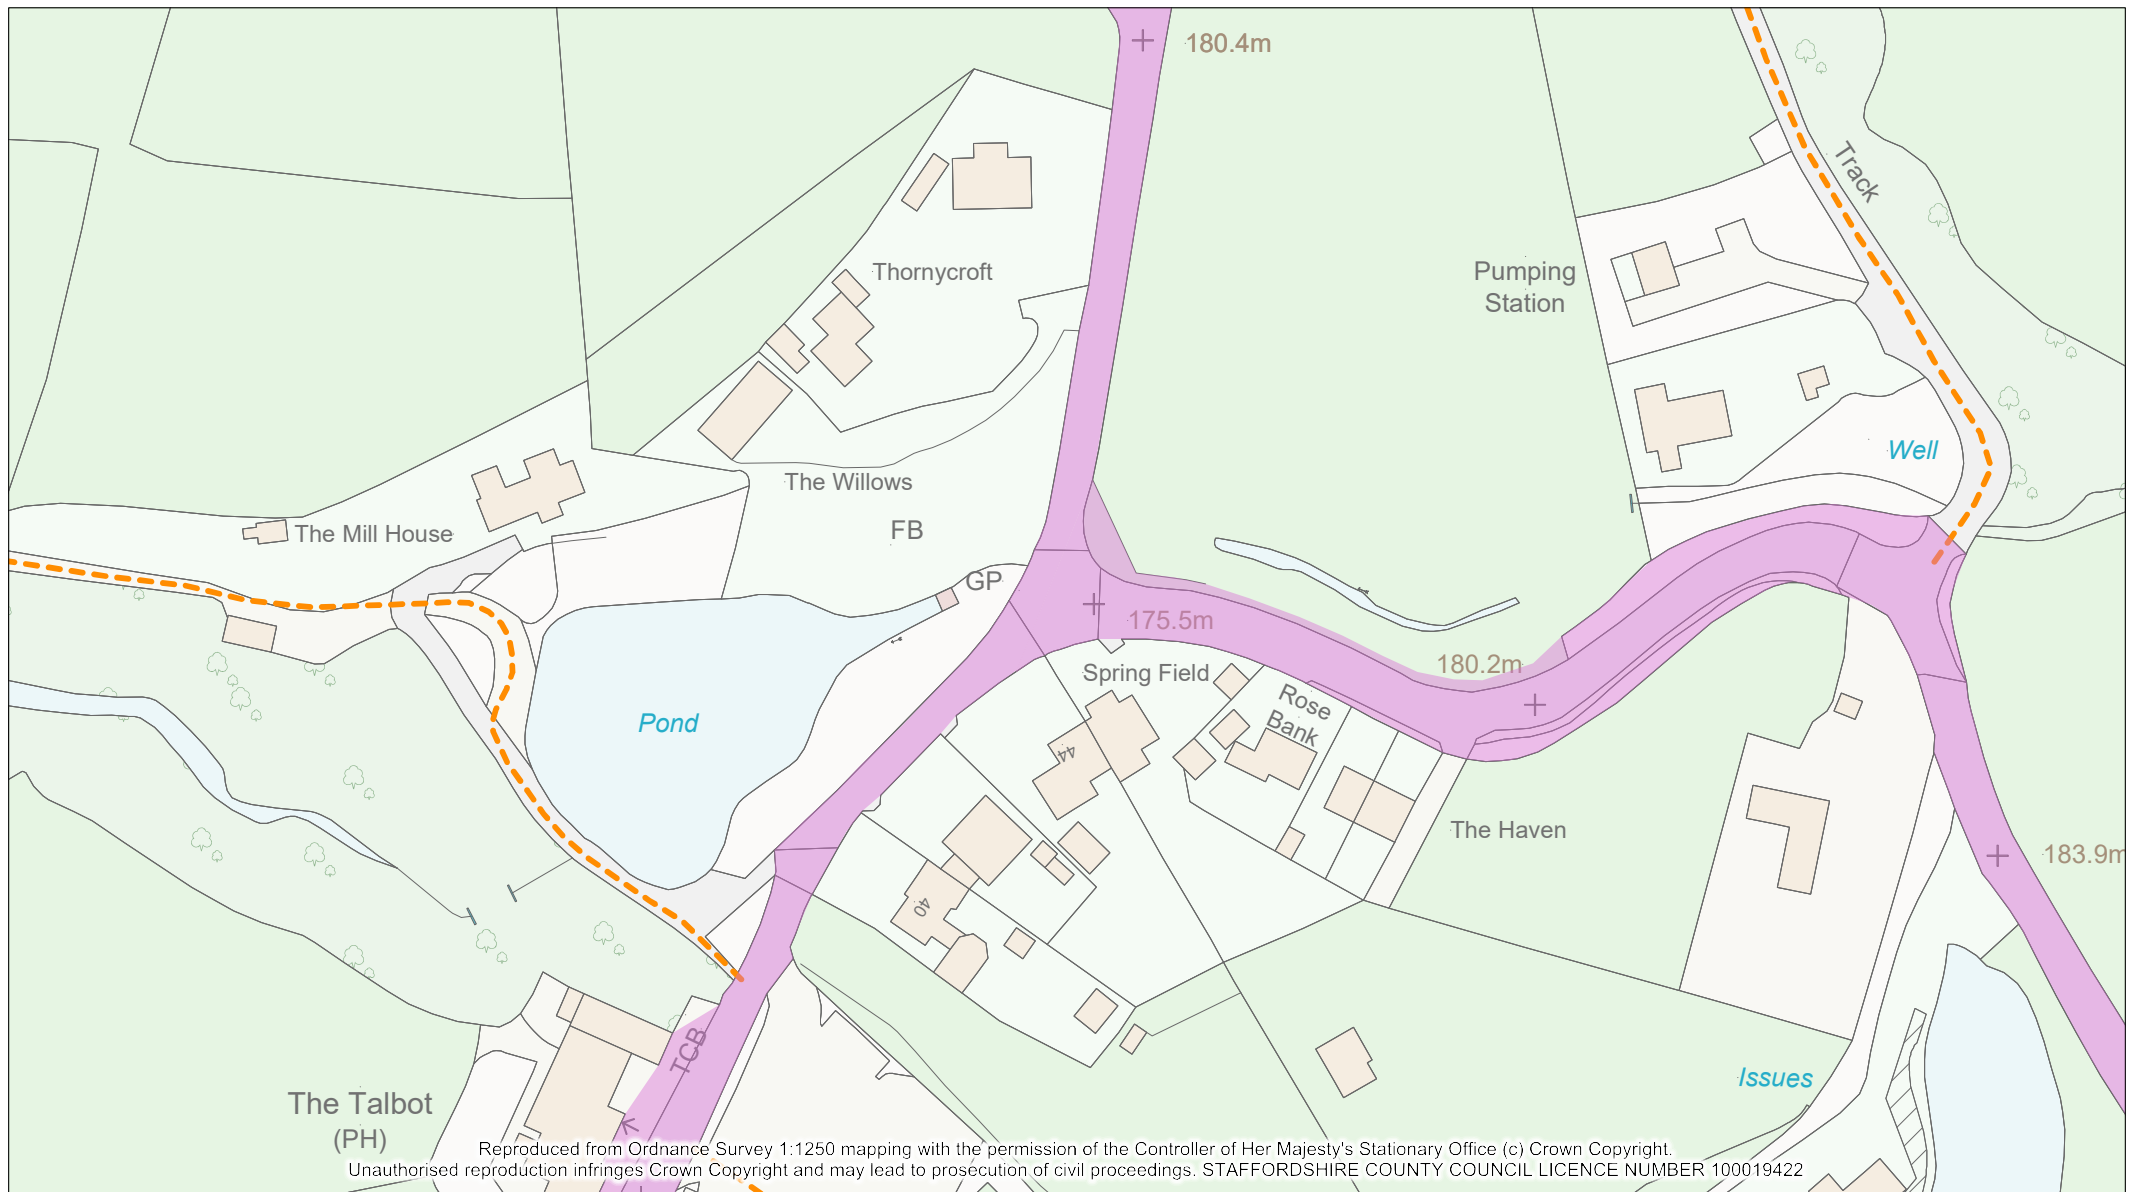 180.4m
Track
Thornycroft
Pumping
Station
Well
The Willows
FB
The Mill House
GP
175.5m
180.2m
Spring Field
Rose
Bank
Pond
44
The Haven
183.9m
40
TCB
Issues
The Talbot
(PH)
Reproduced from Ordnance Survey 1:1250 mapping with the permission of the Controller of Her Majesty's Stationary Office (c) Crown Copyright.
Unauthorised reproduction infringes Crown Copyright and may lead to prosecution of civil proceedings. STAFFORDSHIRE COUNTY COUNCIL LICENCE NUMBER 100019422